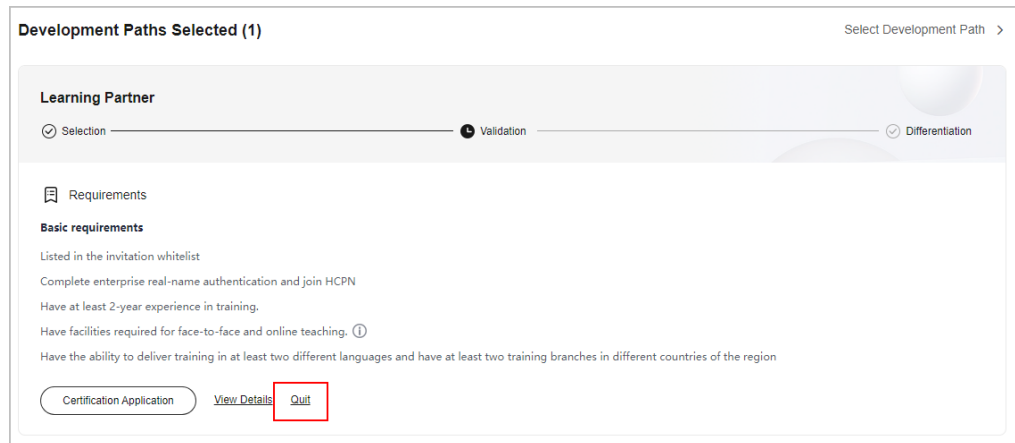 Development Paths Selected (1)
Select Development Path
Learning Partner
Selection
Validation
Differentiation
Requirements
Basic requirements
Listed in the invitation whitelist
Complete enterprise real-name authentication and join HCPN
Have at least 2-year experience in training.
Have facilities required for face-to-face and online teaching.
Have the ability to deliver training in at least two different languages and have at least two training branches in different countries of the region
Certification Application
View Details
Quit